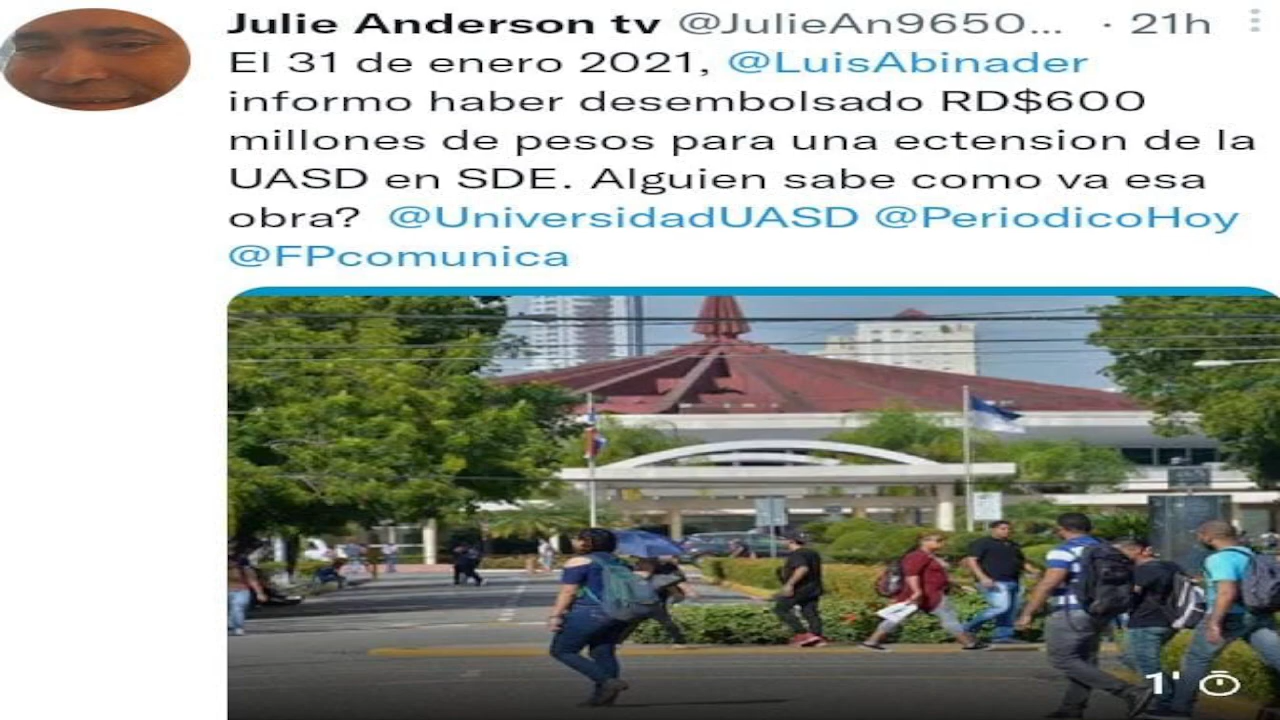 Julie Anderson tv @JulieAn9650... · 21h
El 31 de enero 2021, @LuisAbinader
informo haber desembolsado RD$600
millones de pesos para una ectension de la
UASD en SDE. Alguien sabe como va esa
obra? @UniversidadUASD @PeriodicoHoy
@FPcomunica
1'